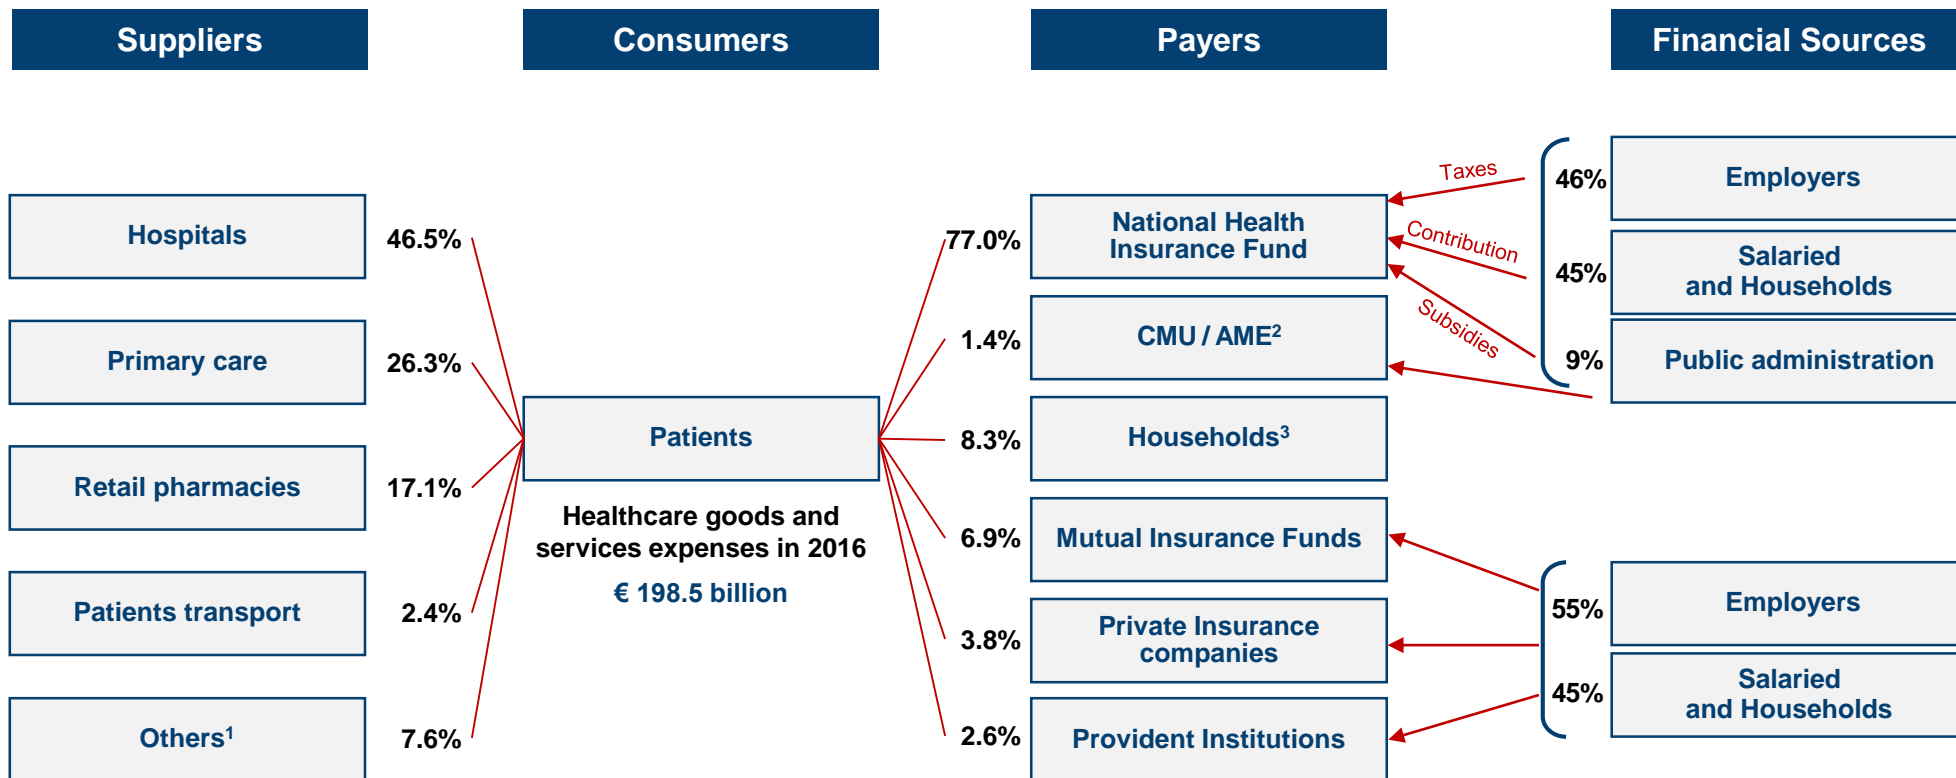 Suppliers
Consumers
Payers
Financial Sources
Hospitals
46.5%
Primary care
26.3%
Retail pharmacies
17.1%
Patients transport
2.4%
Others¹
7.6%
Patients
Healthcare goods and
services expenses in 2016
€ 198.5 billion
77.0%
National Health
Insurance Fund
1.4%
CMU / AME²
8.3%
Households³
6.9%
Mutual Insurance Funds
3.8%
Private Insurance
companies
2.6%
Provident Institutions
Taxes
Contribution
Subsidies
46%
Employers
45%
Salaried
and Households
9%
Public administration
55%
Employers
45%
Salaried
and Households